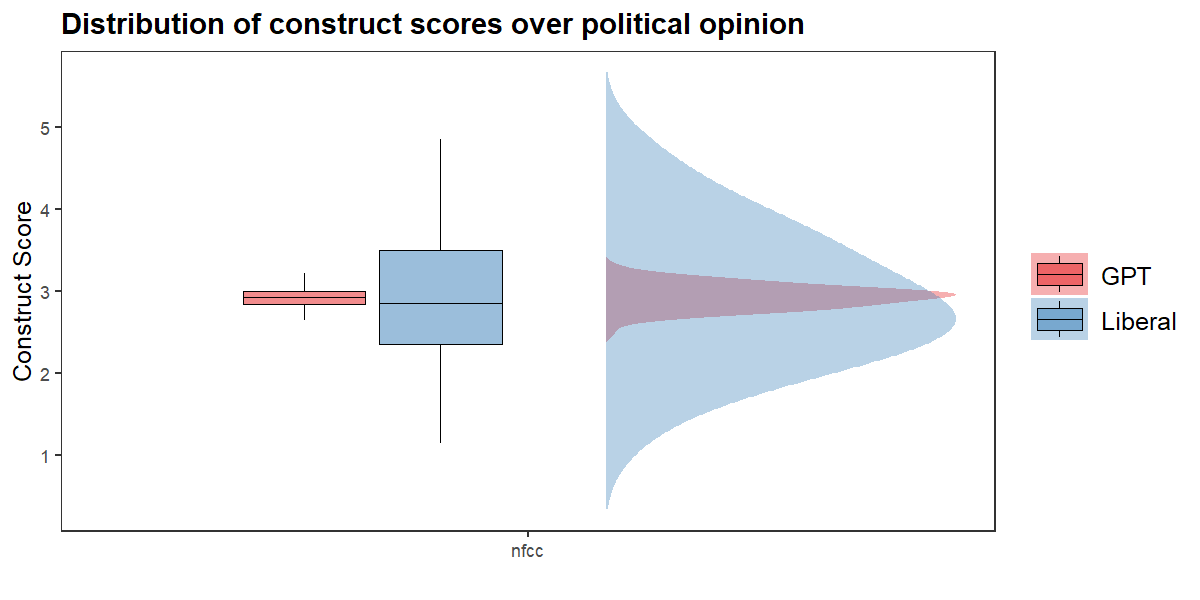 Distribution of construct scores over political opinion
Construct Score
5
4
3
2
1
nfcc
GPT
Liberal